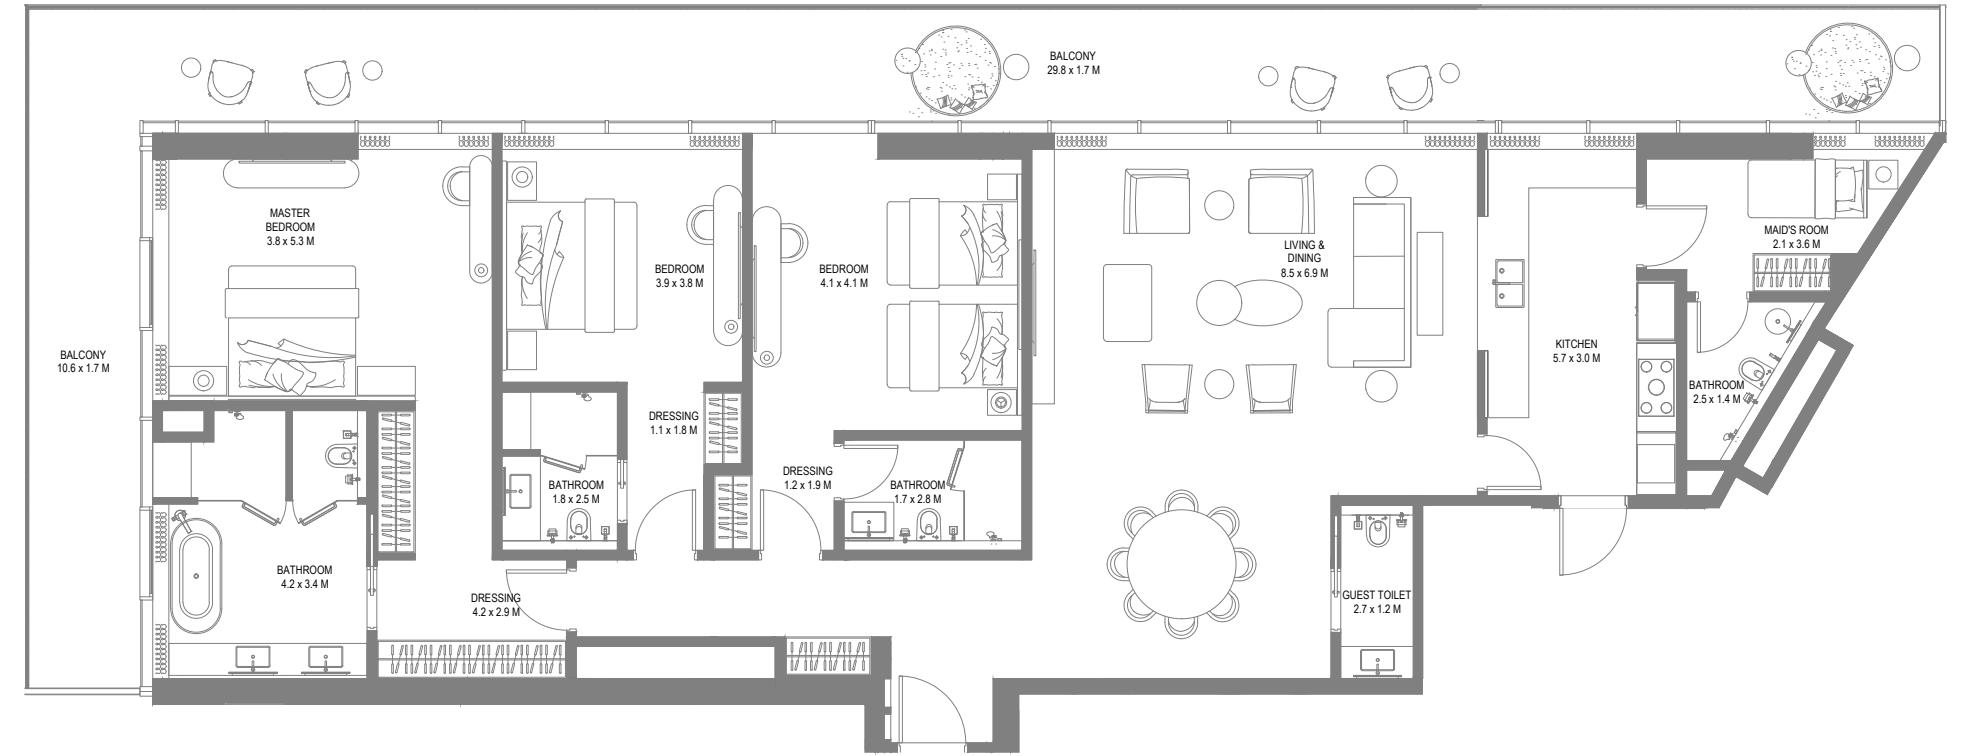 BALCONY
29.8 x 1.7 M
MASTER
BEDROOM
3.8 x 5.3 M
BEDROOM
3.9 x 3.8 M
BEDROOM
4.1 x 4.1 M
LIVING &
DINING
8.5 x 6.9 M
MAID'S ROOM
2.1 x 3.6 M
BALCONY
10.6 x 1.7 M
KITCHEN
5.7 x 3.0 M
BATHROOM
2.5 x 1.4 M
DRESSING
1.1 x 1.8 M
DRESSING
1.2 x 1.9 M
BATHROOM
1.8 x 2.5 M
BATHROOM
1.7 x 2.8 M
BATHROOM
4.2 x 3.4 M
DRESSING
4.2 x 2.9 M
GUEST TOILET
2.7 x 1.2 M